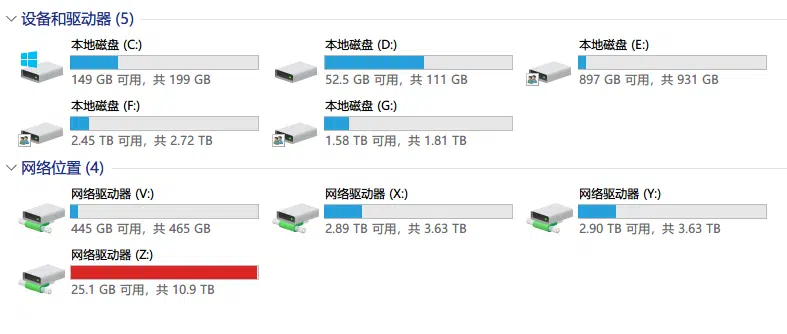 设备和驱动器 (5)
本地磁盘 (C:)
149 GB 可用，共 199 GB
本地磁盘 (D:)
52.5 GB 可用，共 111 GB
本地磁盘 (E:)
897 GB 可用，共 931 GB
本地磁盘 (F:)
2.45 TB 可用，共 2.72 TB
本地磁盘 (G:)
1.58 TB 可用，共 1.81 TB
网络位置 (4)
网络驱动器 (V:)
445 GB 可用，共 465 GB
网络驱动器 (X:)
2.89 TB 可用，共 3.63 TB
网络驱动器 (Y:)
2.90 TB 可用，共 3.63 TB
网络驱动器 (Z:)
25.1 GB 可用，共 10.9 TB